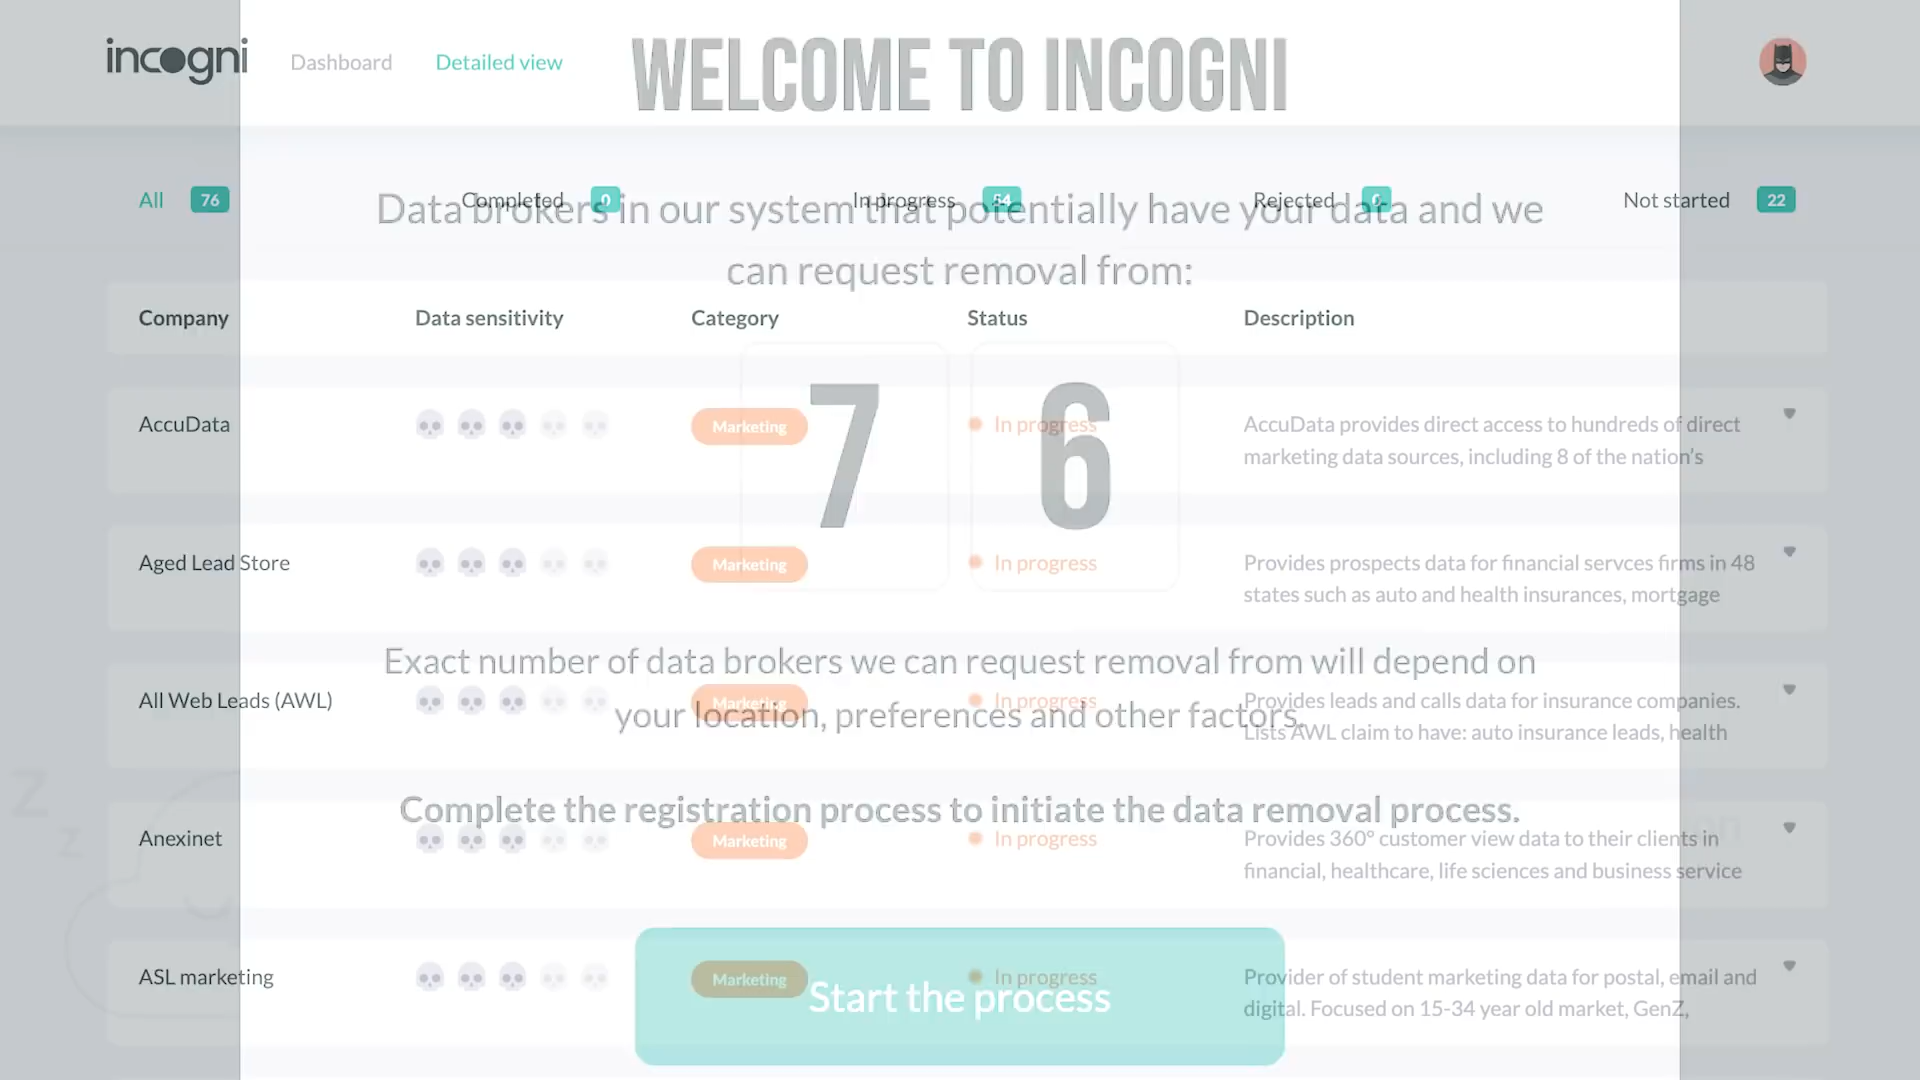 incogni
Dashboard
Detailed view
WELCOME TO INCOGNI
All 76
Completed 0
In progress 54
Rejected 0
Not started 22
Data brokers in our system that potentially have your data and we
can request removal from:
Company
Data sensitivity
Category
Status
Description
76
AccuData
Marketing
In progress
AccuData provides direct access to hundreds of direct
marketing data sources, including 8 of the nation's
Aged Lead Store
Marketing
In progress
Provides prospects data for financial servces firms in 48
states such as auto and health insurances, mortgage
Exact number of data brokers we can request removal from will depend on
your location, preferences and other factors.
All Web Leads (AWL)
Marketing
In progress
Provides leads and calls data for insurance companies.
Lists AWL claim to have: auto insurance leads, health
Complete the registration process to initiate the data removal process.
Anexinet
Marketing
In progress
Provides 360° customer view data to their clients in
financial, healthcare, life sciences and business service
Z
z
ASL marketing
Marketing
In progress
Provider of student marketing data for postal, email and
digital. Focused on 15-34 year old market, GenZ,
Start the process